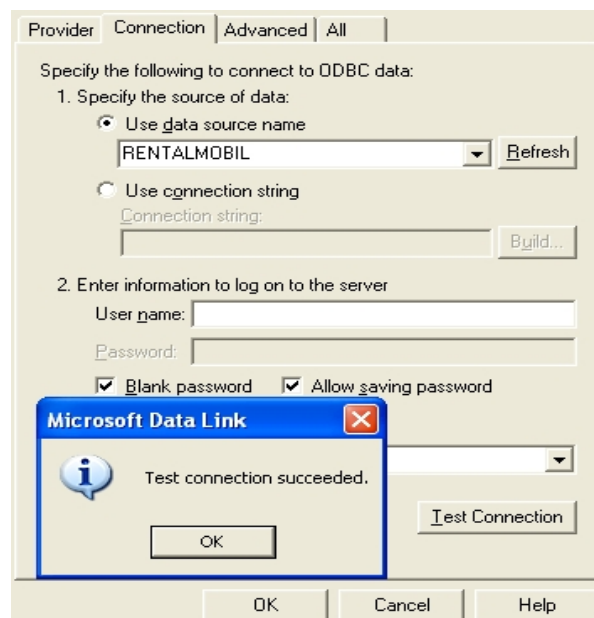 Provider Connection Advanced All
Specify the following to connect to ODBC data:
1. Specify the source of data:
Use data source name
RENTALMOBIL Refresh
Use connection string
Connection string:
Build...
2. Enter information to log on to the server
User name:
Password:
Blank password Allow saving password
Microsoft Data Link
Test connection succeeded.
OK
Test Connection
OK Cancel Help